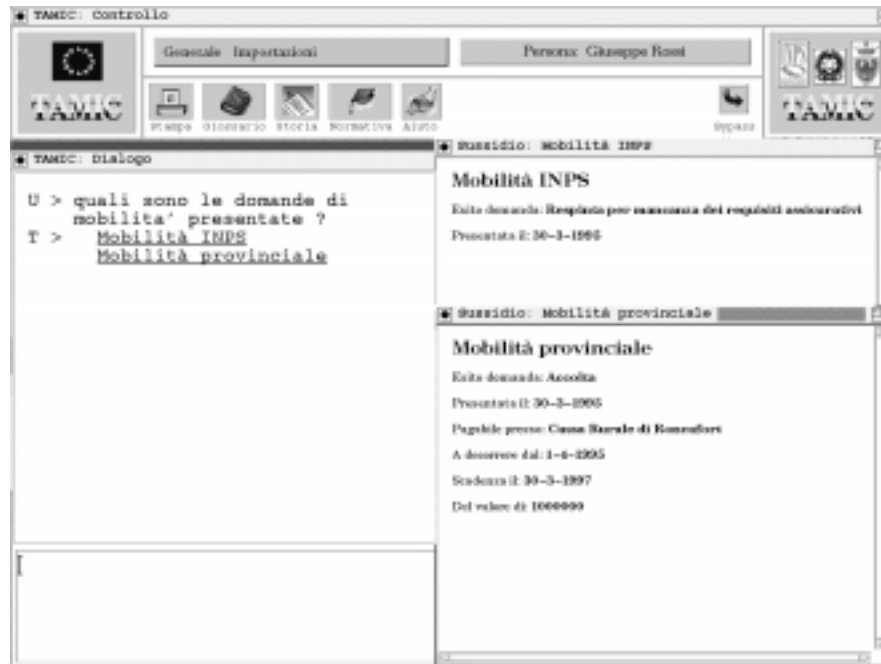 TAMIC: Controllo
Generale Impostazioni
Persona: Giuseppe Rossi
TAMIC
Stampa Glossario Storia Normativa Aiuto
Bypass
TAMIC
TAMIC: Dialogo
U > quali sono le domande di
mobilita' presentate ?
T > Mobilità INPS
Mobilità provinciale
Sussidio: Mobilità INPS
Mobilità INPS
Esito domanda: Respinta per mancanza dei requisiti assicurativi
Presentata il: 30-3-1995
Sussidio: Mobilità provinciale
Mobilità provinciale
Esito domanda: Accolta
Presentata il: 30-3-1995
Pagabile presso: Cassa Rurale di
A decorrere dal: 1-4-1995
Scadenza il: 30-3-1997
Del valore di: 1000000